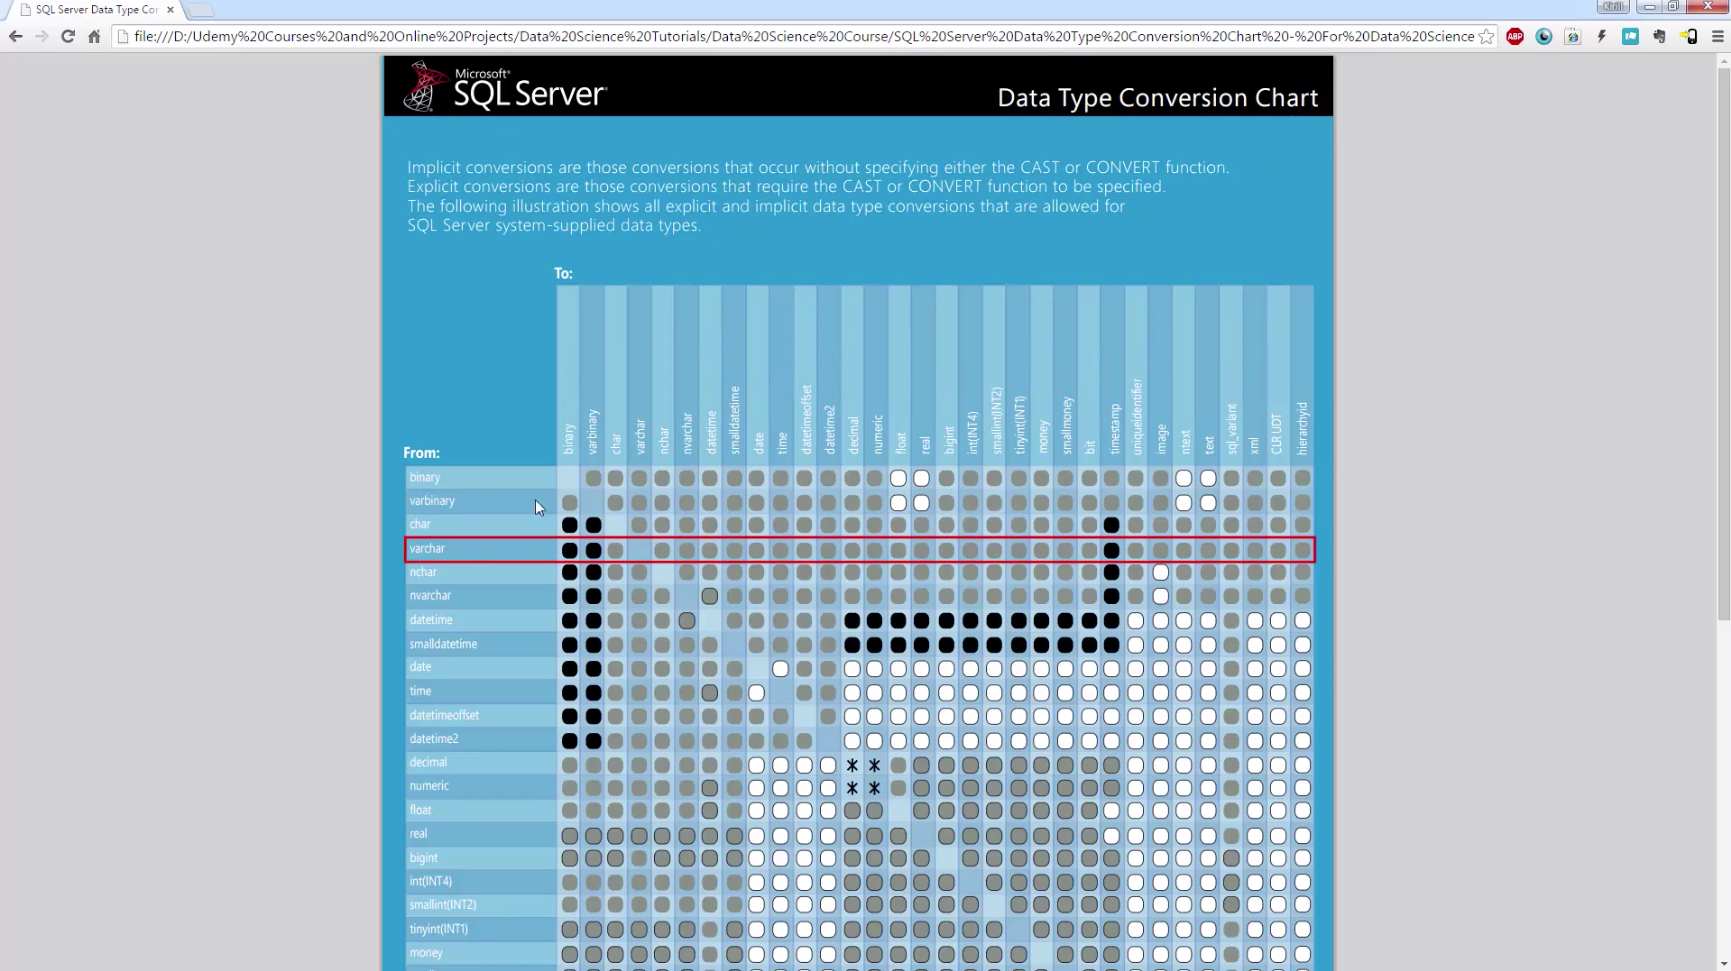 SQL Server Data Type Cor
Kirill
file:///D:/Udemy%20Courses%20and%20Online%20Projects/Data%20Science%20Tutorials/Data%20Science%20Course/SQL%20Server%20Data%20Type%20Conversion%20Chart%20-%20For%20Data%20Science
ABP
Microsoft®
SQL Server®
Data Type Conversion Chart
Implicit conversions are those conversions that occur without specifying either the CAST or CONVERT function.
Explicit conversions are those conversions that require the CAST or CONVERT function to be specified.
The following illustration shows all explicit and implicit data type conversions that are allowed for
SQL Server system-supplied data types.
To:
binary
varbinary
char
varchar
nchar
nvarchar
datetime
smalldatetime
date
time
datetimeoffset
datetime2
decimal
numeric
float
real
bigint
int(INT4)
smallint(INT2)
tinyint(INT1)
money
smallmoney
bit
timestamp
uniqueidentifier
image
ntext
text
sql_variant
xml
CLR UDT
hierarchyid
From:
binary
varbinary
char
varchar
nchar
nvarchar
datetime
smalldatetime
date
time
datetimeoffset
datetime2
decimal
numeric
float
real
bigint
int(INT4)
smallint(INT2)
tinyint(INT1)
money